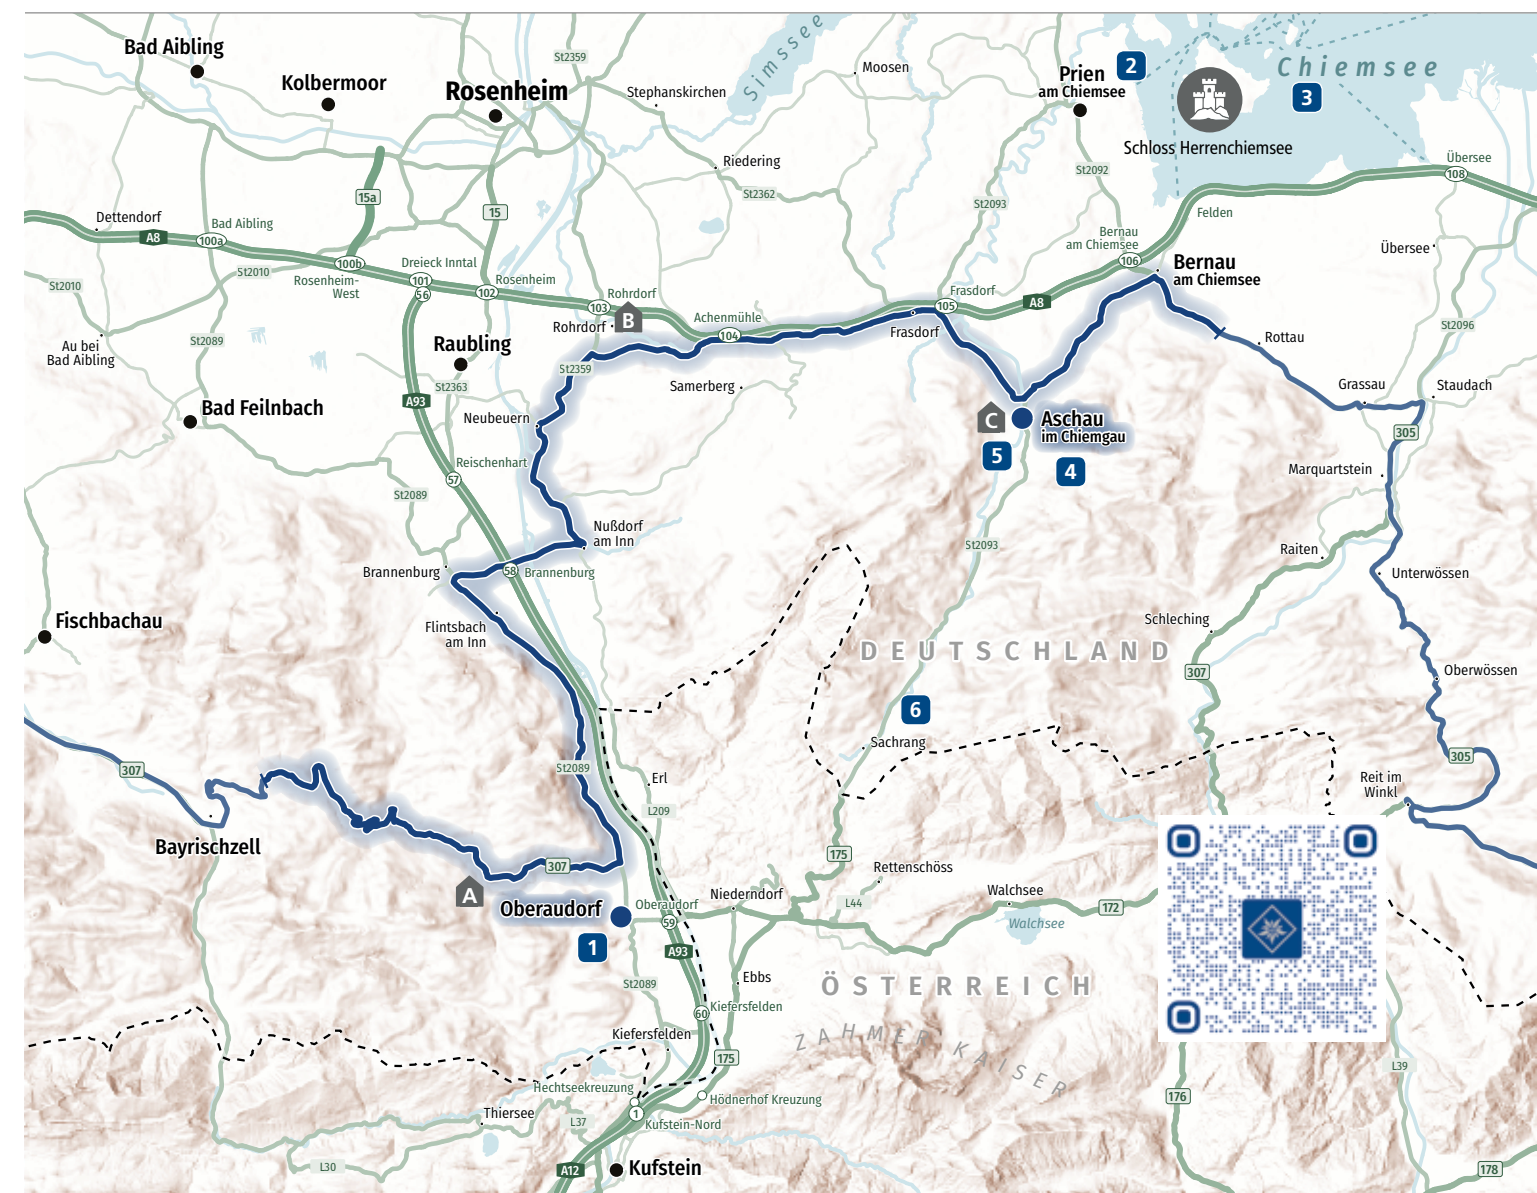 Bad Aibling
Kolbermoor
Rosenheim
St2359
Stephanskirchen
Simssee
Moosen
Prien
am Chiemsee
2
Chiemsee
3
Schloss Herrenchiemsee
Riedering
St2362
St2092
St2093
Übersee
108
15a
15
Dettendorf
A8
Bad Aibling
100a
Felden
Bernau
am Chiemsee
106
Übersee
St2010
St2010
100b
Rosenheim-
West
Dreieck Inntal
101
56
102
Rosenheim
103
Rohrdorf
Rohrdorf
B
Achenmühle
104
Frasdorf
105
A8
Frasdorf
Bernau
am Chiemsee
Au bei
Bad Aibling
St2089
Raubling
St2363
St2359
Samerberg
Rottau
St2096
Grassau
Staudach
305
Bad Feilnbach
A93
Neubeuern
C
Aschau
im Chiemgau
5
4
Marquartstein
Reischenhart
57
St2089
Nußdorf
am Inn
St2093
Raiten
Brannenburg
58
Brannenburg
Unterwössen
Fischbachau
Flintsbach
am Inn
Schleching
DEUTSCHLAND
307
Oberwössen
6
Sachrang
307
St2089
Erl
305
Reit im
Winkl
L209
Bayrischzell
307
175
Rettenschöss
A
Oberaudorf
Oberaudorf
59
Niederndorf
L44
Walchsee
172
Walchsee
1
A93
St2089
Ebbs
ÖSTERREICH
60
Kiefersfelden
Kiefersfelden
ZAHMER KAISER
175
L39
Hechtseekreuzung
Hödnerhof Kreuzung
176
Thiersee
L37
1
Kufstein-Nord
L30
A12
Kufstein
178